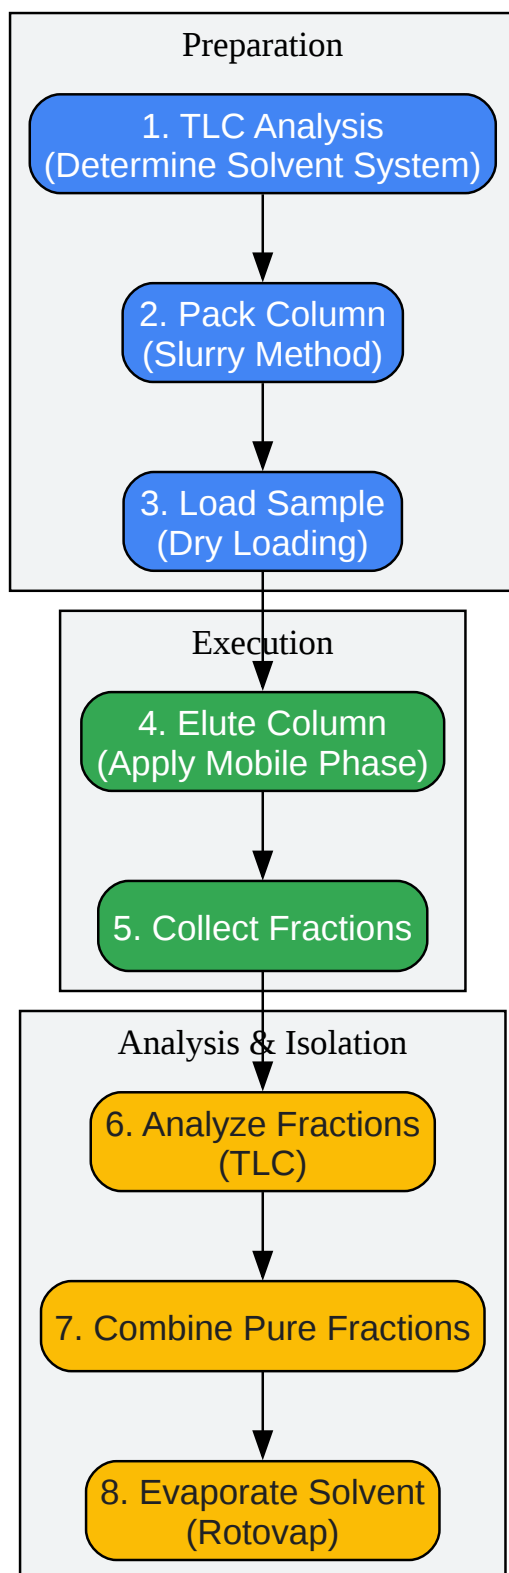 Preparation
1. TLC Analysis
(Determine Solvent System)
2. Pack Column
(Slurry Method)
3. Load Sample
(Dry Loading)
Execution
4. Elute Column
(Apply Mobile Phase)
5. Collect Fractions
Analysis & Isolation
6. Analyze Fractions
(TLC)
7. Combine Pure Fractions
8. Evaporate Solvent
(Rotovap)